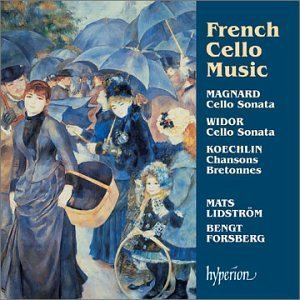 French
Cello
Music
MAGNARD
Cello Sonata
WIDOR
Cello Sonata
KOECHLIN
Chansons
Bretonnes
MATS
LIDSTRÖM
BENGT
FORSBERG
hyperion